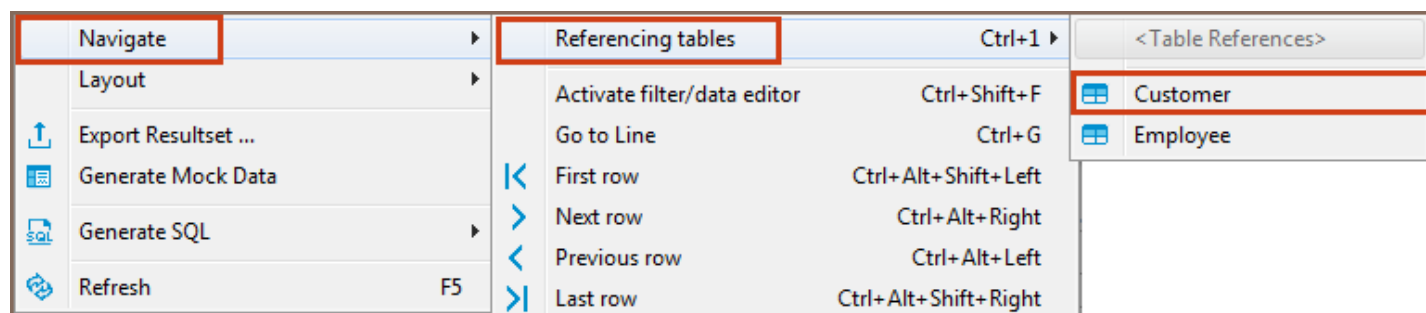 Navigate
Layout
Export Resultset ...
Generate Mock Data
SQL
Generate SQL
Refresh F5
Referencing tables Ctrl+1
Activate filter/data editor Ctrl+Shift+F
Go to Line Ctrl+G
First row Ctrl+Alt+Shift+Left
Next row Ctrl+Alt+Right
Previous row Ctrl+Alt+Left
Last row Ctrl+Alt+Shift+Right
<Table References>
Customer
Employee